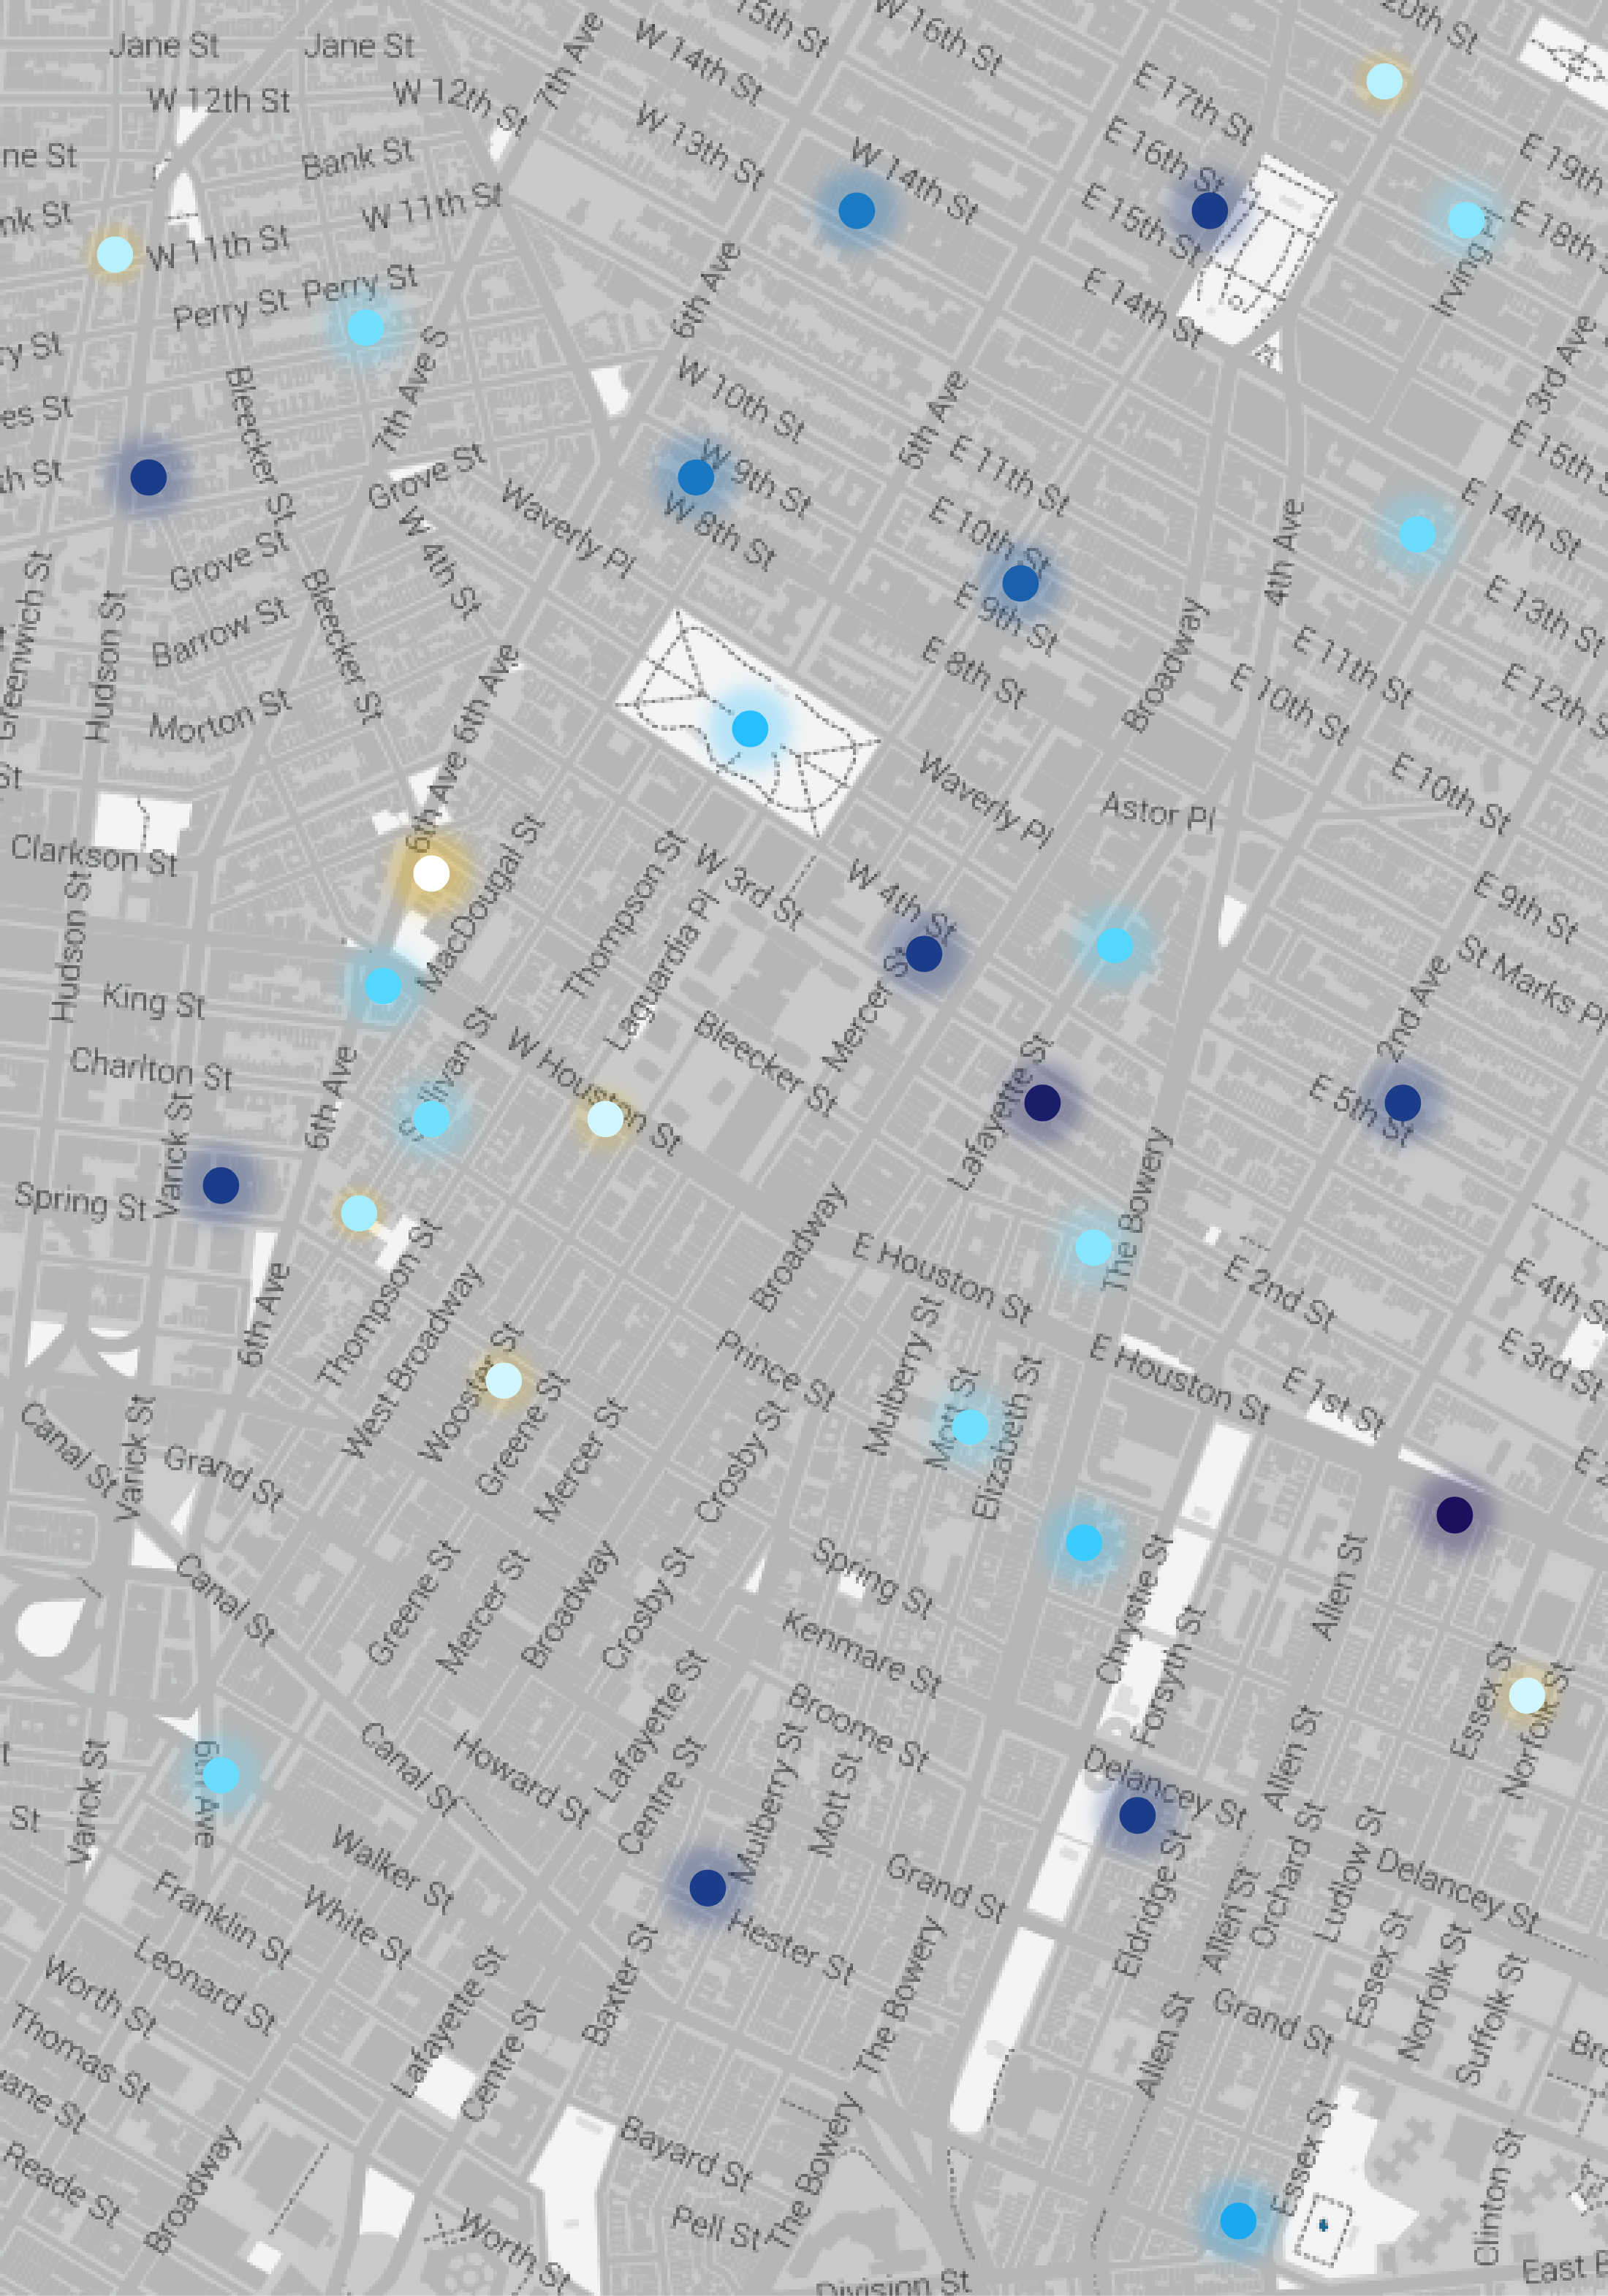 15th St
W 16th St
20th St
Jane St
Jane St
W 14th St
7th Ave
E 17th St
W 12th St
W 12th St
W 13th St
W 14th St
E 16th St
E 19th
Bank St
E 15th St
W 11th St
W 11th St
E 18th
Perry St
Perry St
6th Ave
E 14th St
Irving Pl
7th Ave S
3rd Ave
Bleecker St
W 10th St
5th Ave
E 11th St
E 15th S
Grove St
W 9th St
W 8th St
Waverly Pl
W 4th St
E 10th St
E 14th St
4th Ave
Grove St
E 9th St
E 13th St
Greenwich St
Hudson St
Barrow St
Bleecker St
E 8th St
Broadway
E 11th St
E 10th St
E 12th S
Morton St
6th Ave
6th Ave
Waverly Pl
Astor Pl
E 10th St
Clarkson St
MacDougal St
Thompson St
W 3rd St
W 4th St
E 9th St
Hudson St
Laguardia Pl
Mercer St
St Marks Pl
2nd Ave
King St
Sullivan St
W Houston St
Bleecker St
Lafayette St
Charlton St
6th Ave
E 5th St
Varick St
Spring St
The Bowery
Thompson St
Broadway
E Houston St
E 2nd St
E 4th St
6th Ave
West Broadway
Wooster St
Prince St
Mulberry St
E Houston St
E 1st St
E 3rd St
Canal St
Varick St
Grand St
Greene St
Mercer St
Crosby St
Mott St
Elizabeth St
E 2
Canal St
Greene St
Mercer St
Broadway
Crosby St
Spring St
Chrystie St
Allen St
Kenmare St
Forsyth St
Essex St
Norfolk St
Lafayette St
Broome St
Varick St
6th Ave
Canal St
Howard St
Centre St
Mulberry St
Mott St
Delancey St
Allen St
St
Walker St
Grand St
Eldridge St
Orchard St
Ludlow St
Delancey St
Franklin St
White St
Hester St
Allen St
Essex St
Norfolk St
Suffolk St
Leonard St
Lafayette St
Baxter St
The Bowery
Worth St
Centre St
Grand St
Thomas St
Allen St
Reade St
Broadway
Bayard St
The Bowery
Essex St
Clinton St
Worth St
Pell St
Division St
East B